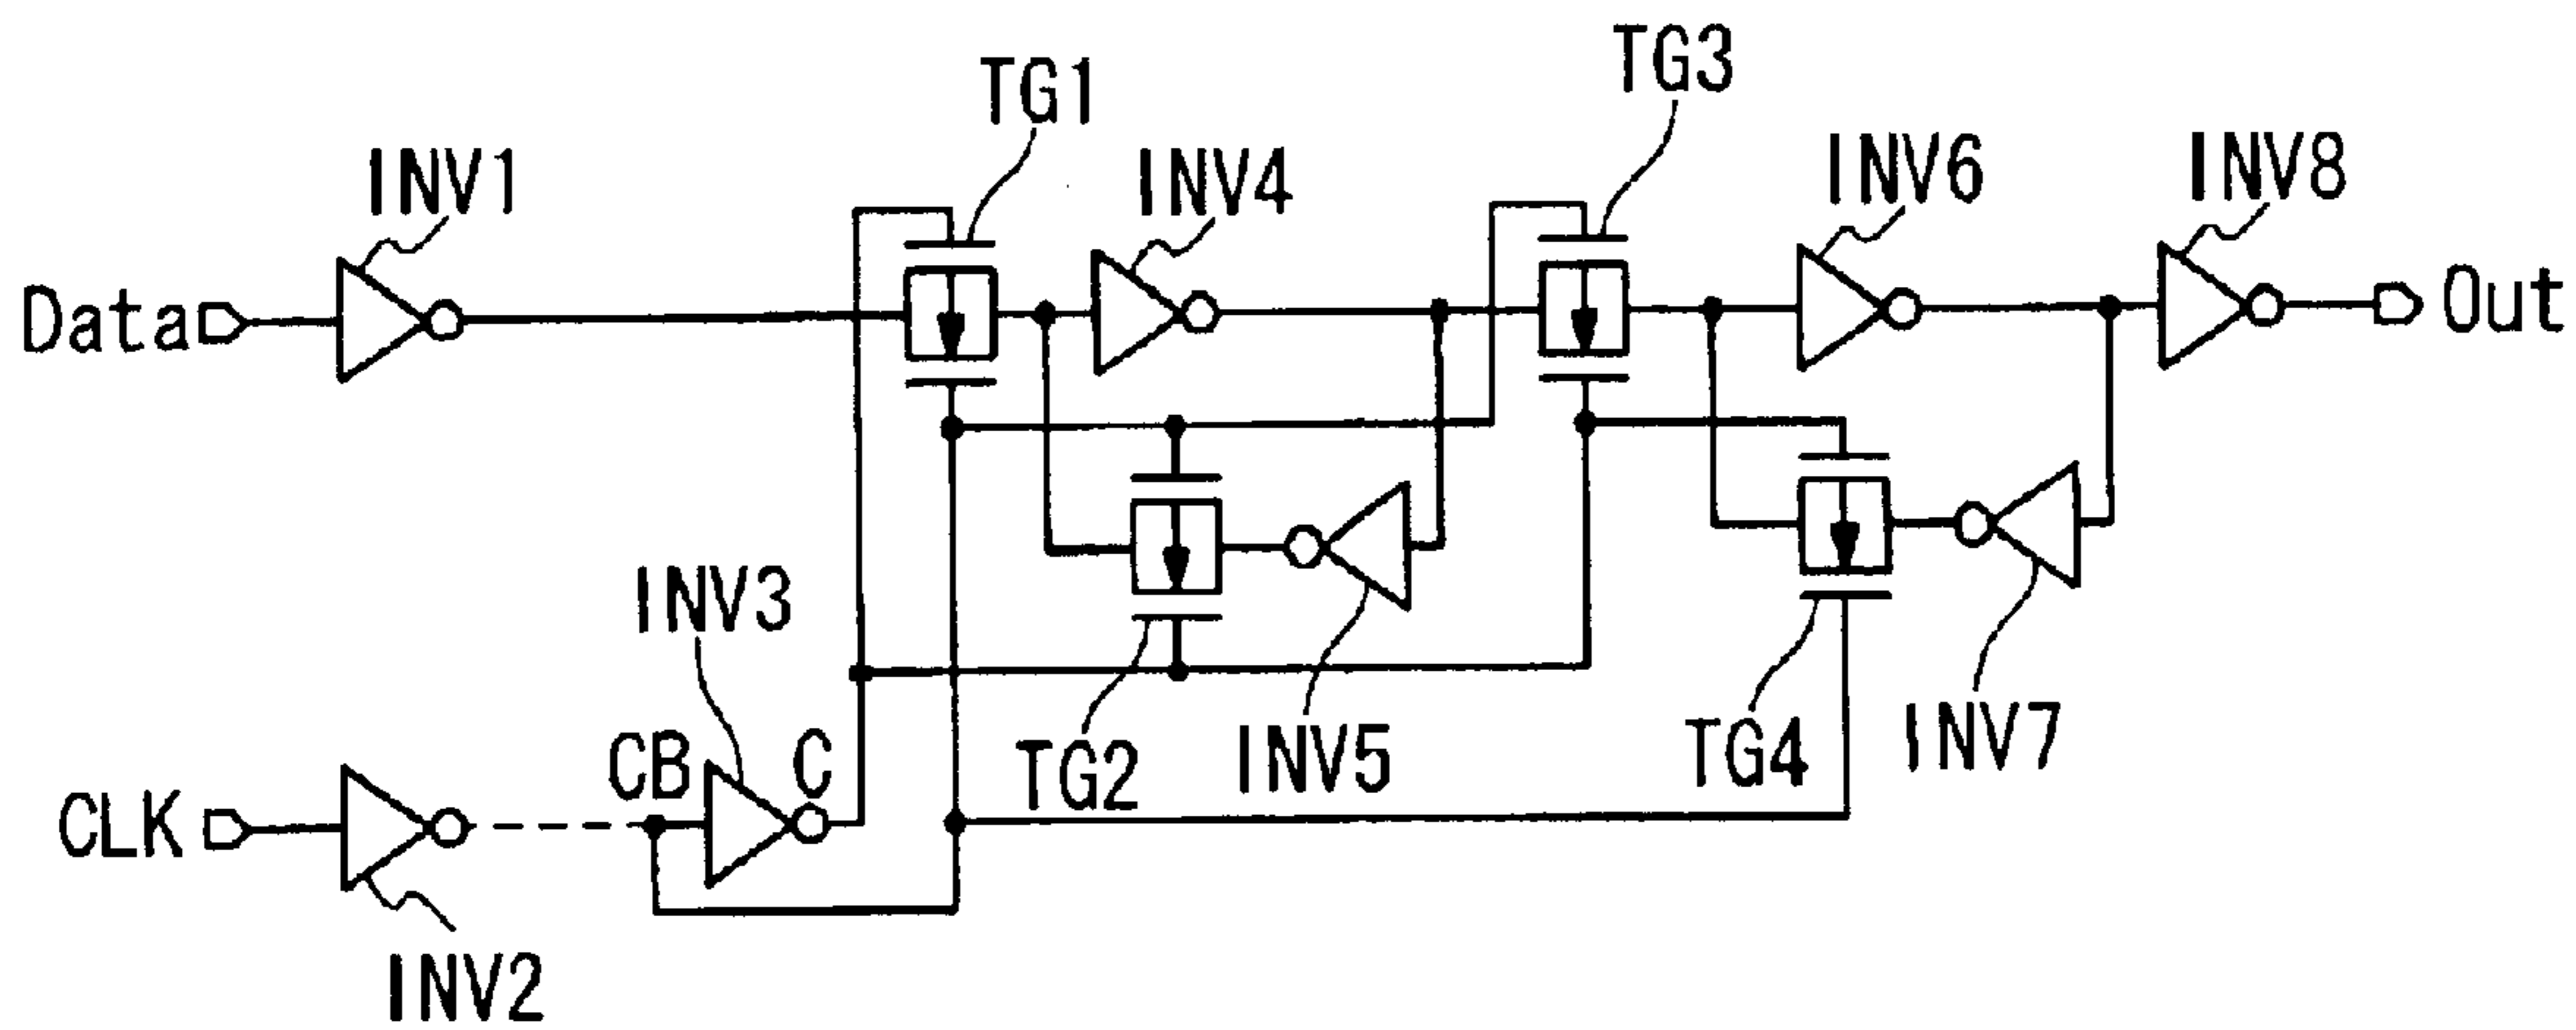 TG3
TG1
INV1
INV4
INV6
INV8
Data
Out
INV3
CB
C
TG2
INV5
TG4
INV7
CLK
INV2